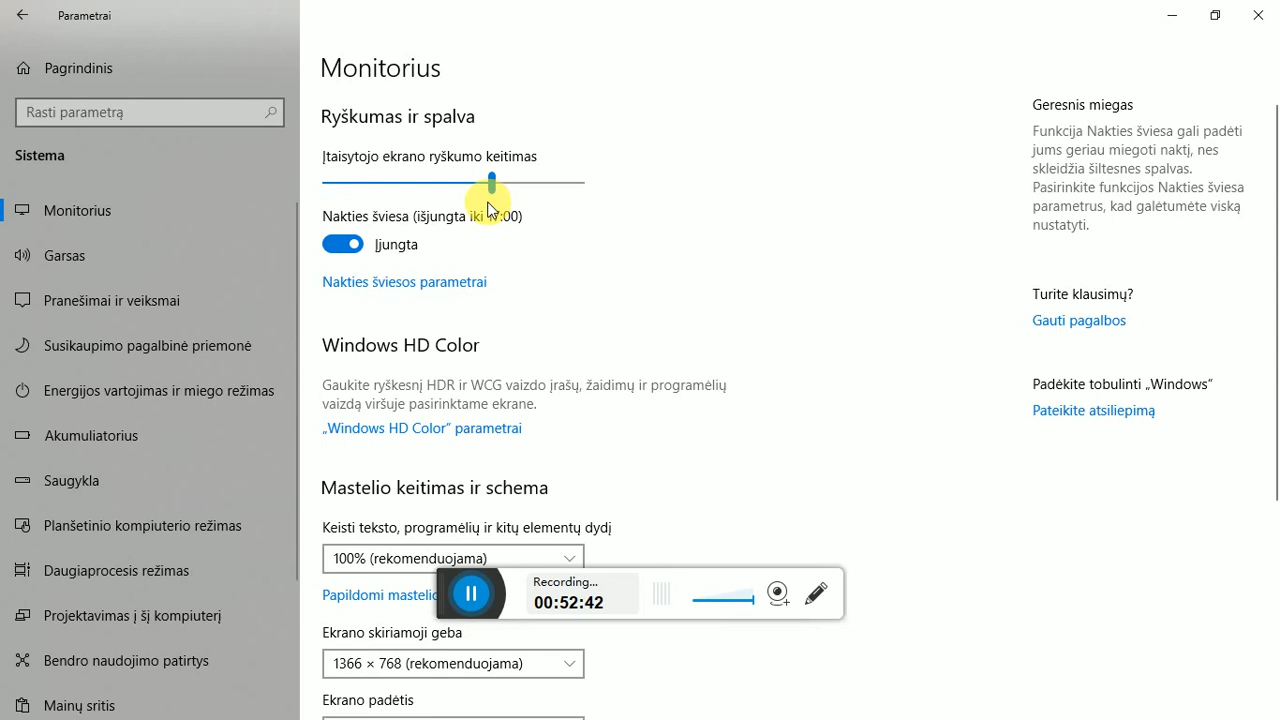 Parametrai
Pagrindinis
Rasti parametrą
Sistema
Monitorius
Garsas
Pranešimai ir veiksmai
Susikaupimo pagalbinė priemonė
Energijos vartojimas ir miego režimas
Akumuliatorius
Saugykla
Planšetinio kompiuterio režimas
Daugiaprocesis režimas
Projektavimas į šį kompiuterį
Bendro naudojimo patirtys
Mainų sritis
Monitorius
Ryškumas ir spalva
Įtaisytojo ekrano ryškumo keitimas
Nakties šviesa (išjungta iki
Įjungta
Nakties šviesos parametrai
Windows HD Color
Gaukite ryškesnį HDR ir WCG vaizdo įrašų, žaidimų ir programėlių
vaizdą viršuje pasirinktame ekrane.
„Windows HD Color“ parametrai
Mastelio keitimas ir schema
Keisti teksto, programėlių ir kitų elementų dydį
100% (rekomenduojama)
Papildomi
Ekrano skiriamoji geba
1366 × 768 (rekomenduojama)
Ekrano padėtis
Recording...
00:52:42
Geresnis miegas
Funkcija Nakties šviesa gali padėti
jums geriau miegoti naktį, nes
skleidžia šiltesnes spalvas.
Pasirinkite funkcijos Nakties šviesa
parametrus, kad galėtumėte viską
nustatyti.
Turite klausimų?
Gauti pagalbos
Padėkite tobulinti „Windows“
Pateikite atsiliepimą